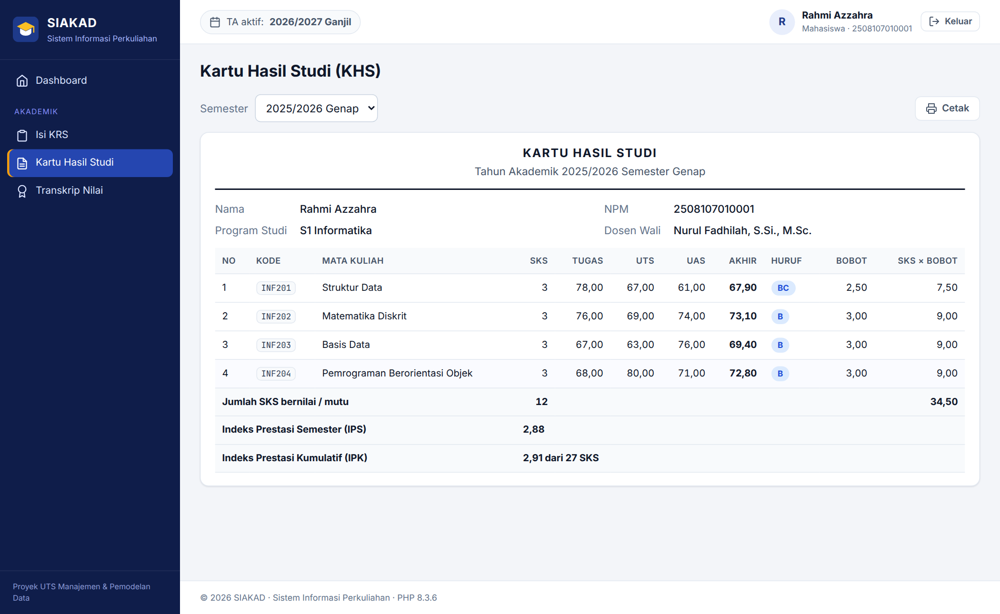 SIAKAD
Sistem Informasi Perkuliahan
Dashboard
AKADEMIK
Isi KRS
Kartu Hasil Studi
Transkrip Nilai
Proyek UTS Manajemen & Pemodelan
Data
TA aktif: 2026/2027 Ganjil
R
Rahmi Azzahra
Mahasiswa · 2508107010001
Keluar
Kartu Hasil Studi (KHS)
Semester 2025/2026 Genap
Cetak
KARTU HASIL STUDI
Tahun Akademik 2025/2026 Semester Genap
Nama Rahmi Azzahra NPM 2508107010001
Program Studi S1 Informatika Dosen Wali Nurul Fadhilah, S.Si., M.Sc.
NO KODE MATA KULIAH SKS TUGAS UTS UAS AKHIR HURUF BOBOT SKS × BOBOT
1 INF201 Struktur Data 3 78,00 67,00 61,00 67,90 BC 2,50 7,50
2 INF202 Matematika Diskrit 3 76,00 69,00 74,00 73,10 B 3,00 9,00
3 INF203 Basis Data 3 67,00 63,00 76,00 69,40 B 3,00 9,00
4 INF204 Pemrograman Berorientasi Objek 3 68,00 80,00 71,00 72,80 B 3,00 9,00
Jumlah SKS bernilai / mutu 12 34,50
Indeks Prestasi Semester (IPS) 2,88
Indeks Prestasi Kumulatif (IPK) 2,91 dari 27 SKS
© 2026 SIAKAD · Sistem Informasi Perkuliahan · PHP 8.3.6